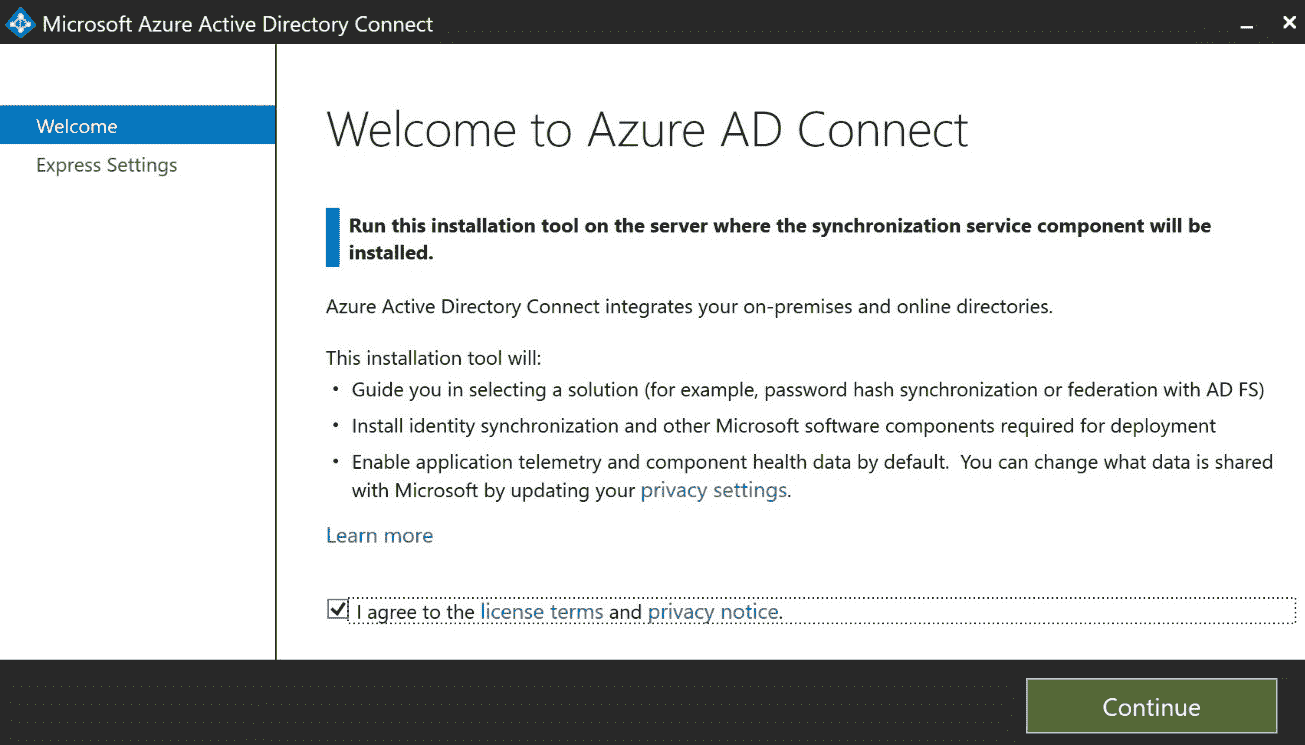 Microsoft Azure Active Directory Connect
Welcome
Express Settings
Welcome to Azure AD Connect
Run this installation tool on the server where the synchronization service component will be
installed.
Azure Active Directory Connect integrates your on-premises and online directories.
This installation tool will:
• Guide you in selecting a solution (for example, password hash synchronization or federation with AD FS)
• Install identity synchronization and other Microsoft software components required for deployment
• Enable application telemetry and component health data by default.  You can change what data is shared
with Microsoft by updating your privacy settings.
Learn more
I agree to the license terms and privacy notice.
Continue